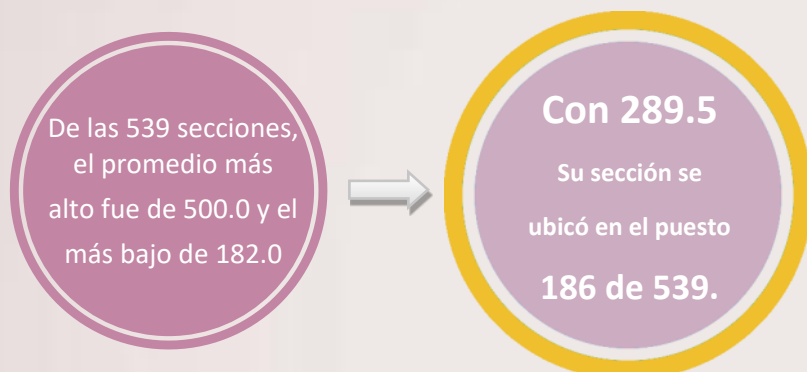 De las 539 secciones,
el promedio más
alto fue de 500.0 y el
más bajo de 182.0
Con 289.5
Su sección se
ubicó en el puesto
186 de 539.